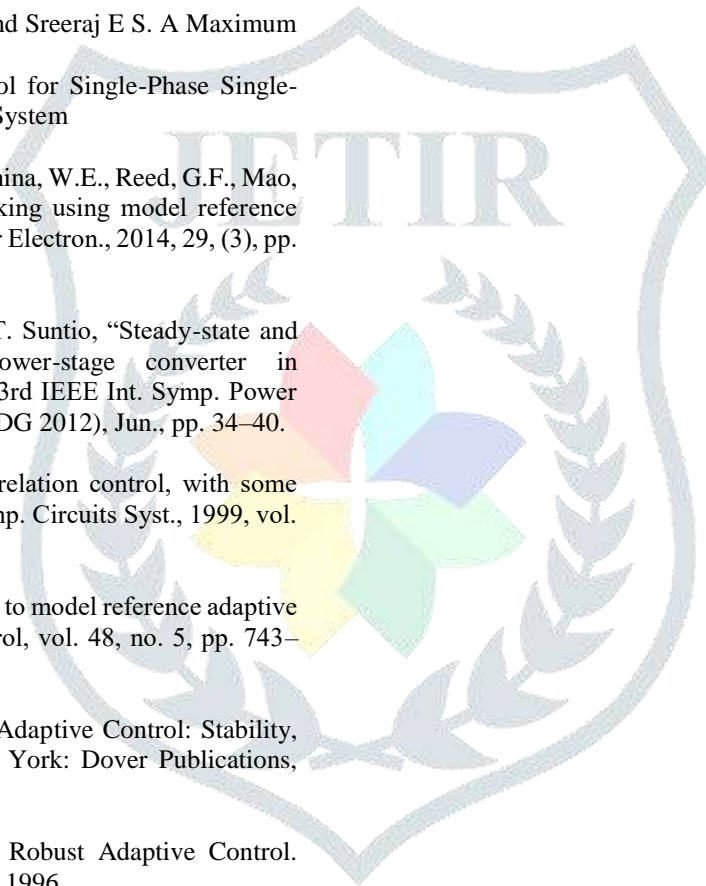 nd Sreeraj E S. A Maximum
ol for Single-Phase Single-
System
JETIR
nina, W.E., Reed, G.F., Mao,
king using model reference
r Electron., 2014, 29, (3), pp.
T. Suntio, “Steady-state and
ower-stage converter in
3rd IEEE Int. Symp. Power
DG 2012), Jun., pp. 34–40.
relation control, with some
mp. Circuits Syst., 1999, vol.
to model reference adaptive
rol, vol. 48, no. 5, pp. 743–
Adaptive Control: Stability,
York: Dover Publications,
Robust Adaptive Control.
1996